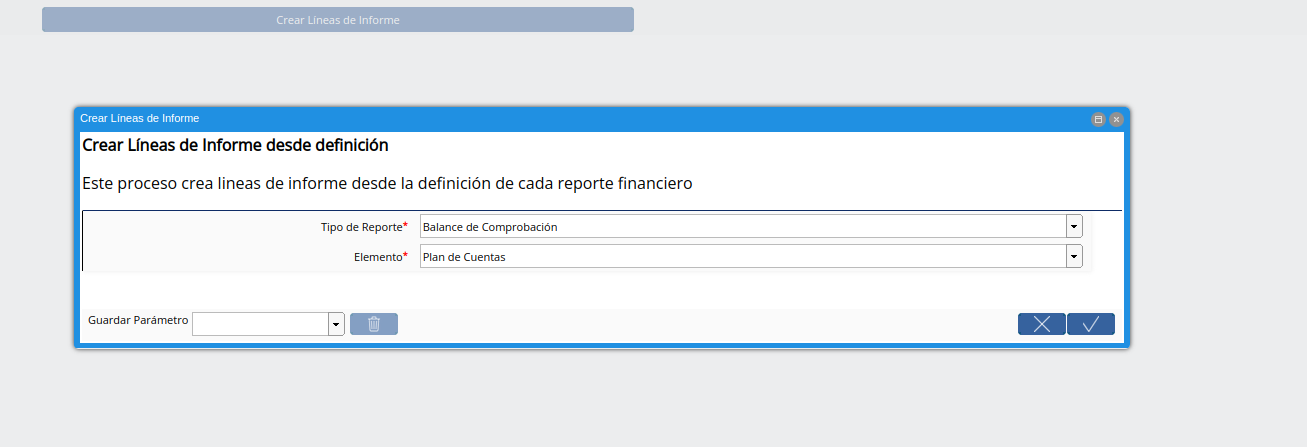 Crear Líneas de Informe
Crear Líneas de Informe
Crear Líneas de Informe desde definición
Este proceso crea lineas de informe desde la definición de cada reporte financiero
Tipo de Reporte* Balance de Comprobación
Elemento* Plan de Cuentas
Guardar Parámetro